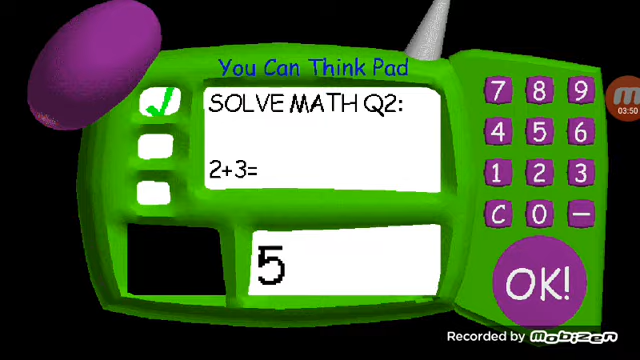 You Can Think Pad
SOLVE MATH Q2:
2+3=
5
7 8 9
4 5 6
1 2 3
C 0 −
OK!
03:50
Recorded by mobizen